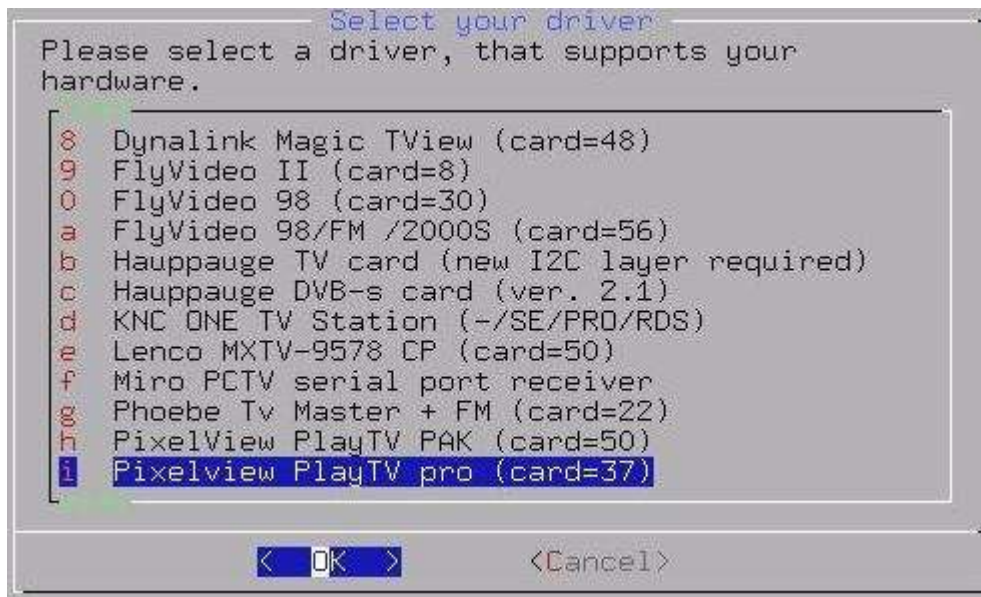 Select your driver
Please select a driver, that supports your
hardware.
8 Dynalink Magic TView (card=48)
9 FlyVideo II (card=8)
0 FlyVideo 98 (card=30)
a FlyVideo 98/FM /2000S (card=56)
b Hauppauge TV card (new I2C layer required)
c Hauppauge DVB-s card (ver. 2.1)
d KNC ONE TV Station (-/SE/PRO/RDS)
e Lenco MXTV-9578 CP (card=50)
f Miro PCTV serial port receiver
g Phoebe Tv Master + FM (card=22)
h PixelView PlayTV PAK (card=50)
i Pixelview PlayTV pro (card=37)
< OK > <Cancel>